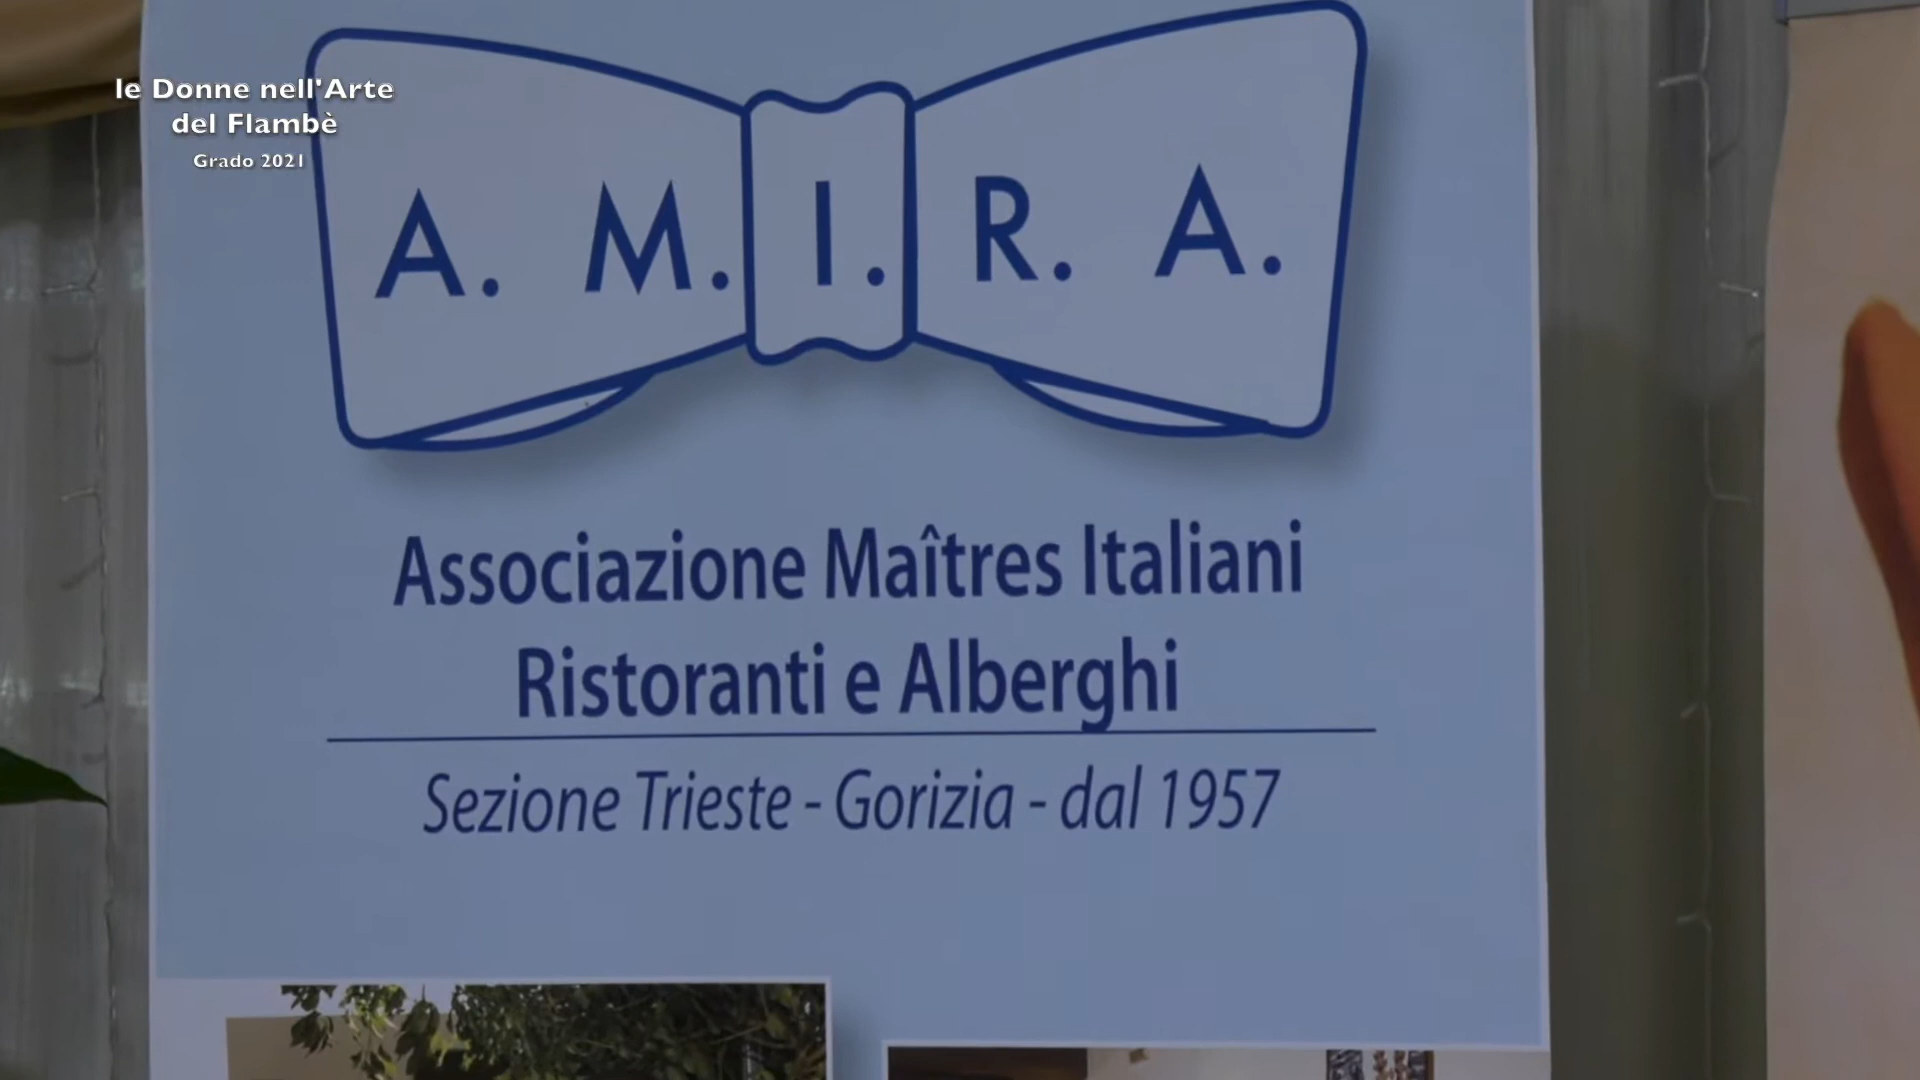 le Donne nell'Arte
del Flambè
Grado 2021
A. M. I. R. A.
Associazione Maîtres Italiani
Ristoranti e Alberghi
Sezione Trieste - Gorizia - dal 1957